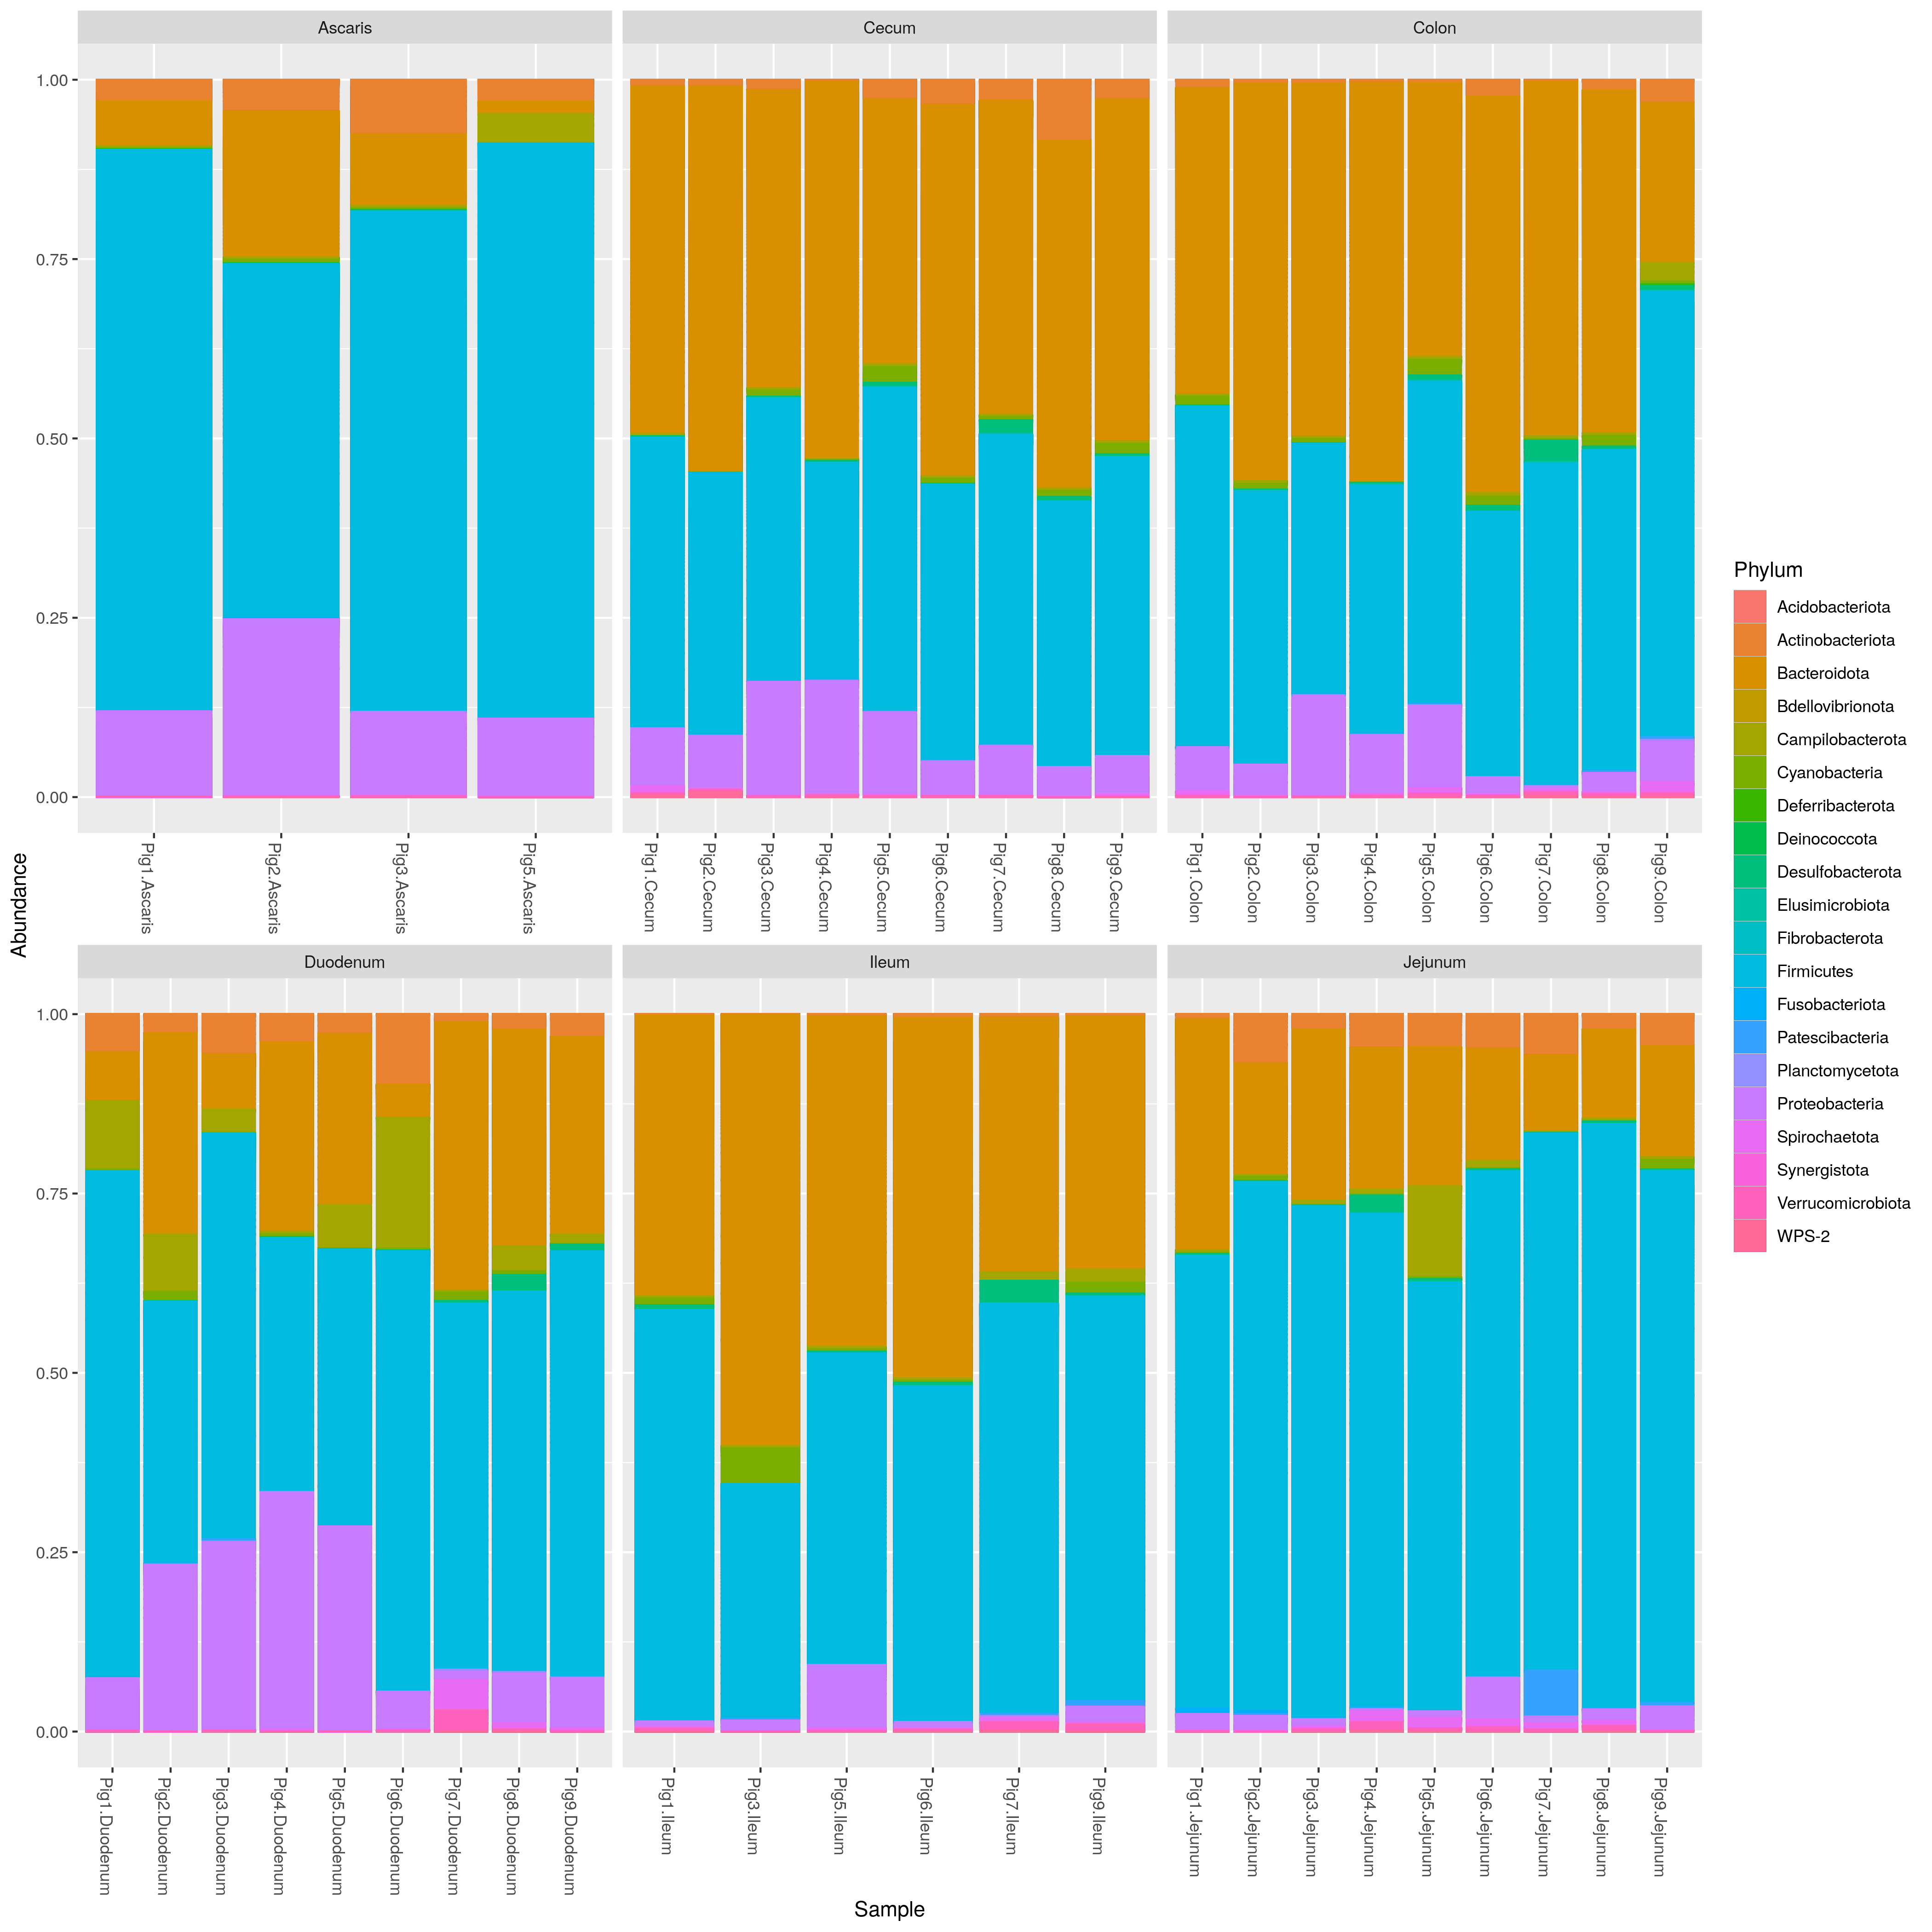 Ascaris
Cecum
Colon
1.00
0.75
0.50
0.25
0.00
Pig1.Ascaris
Pig2.Ascaris
Pig3.Ascaris
Pig5.Ascaris
Pig1.Cecum
Pig2.Cecum
Pig3.Cecum
Pig4.Cecum
Pig5.Cecum
Pig6.Cecum
Pig7.Cecum
Pig8.Cecum
Pig9.Cecum
Pig1.Colon
Pig2.Colon
Pig3.Colon
Pig4.Colon
Pig5.Colon
Pig6.Colon
Pig7.Colon
Pig8.Colon
Pig9.Colon
Abundance
Duodenum
Ileum
Jejunum
1.00
0.75
0.50
0.25
0.00
Pig1.Duodenum
Pig2.Duodenum
Pig3.Duodenum
Pig4.Duodenum
Pig5.Duodenum
Pig6.Duodenum
Pig7.Duodenum
Pig8.Duodenum
Pig9.Duodenum
Pig1.Ileum
Pig3.Ileum
Pig5.Ileum
Pig6.Ileum
Pig7.Ileum
Pig9.Ileum
Pig1.Jejunum
Pig2.Jejunum
Pig3.Jejunum
Pig4.Jejunum
Pig5.Jejunum
Pig6.Jejunum
Pig7.Jejunum
Pig8.Jejunum
Pig9.Jejunum
Sample
Phylum
Acidobacteriota
Actinobacteriota
Bacteroidota
Bdellovibrionota
Campilobacterota
Cyanobacteria
Deferribacterota
Deinococcota
Desulfobacterota
Elusimicrobiota
Fibrobacterota
Firmicutes
Fusobacteriota
Patescibacteria
Planctomycetota
Proteobacteria
Spirochaetota
Synergistota
Verrucomicrobiota
WPS-2